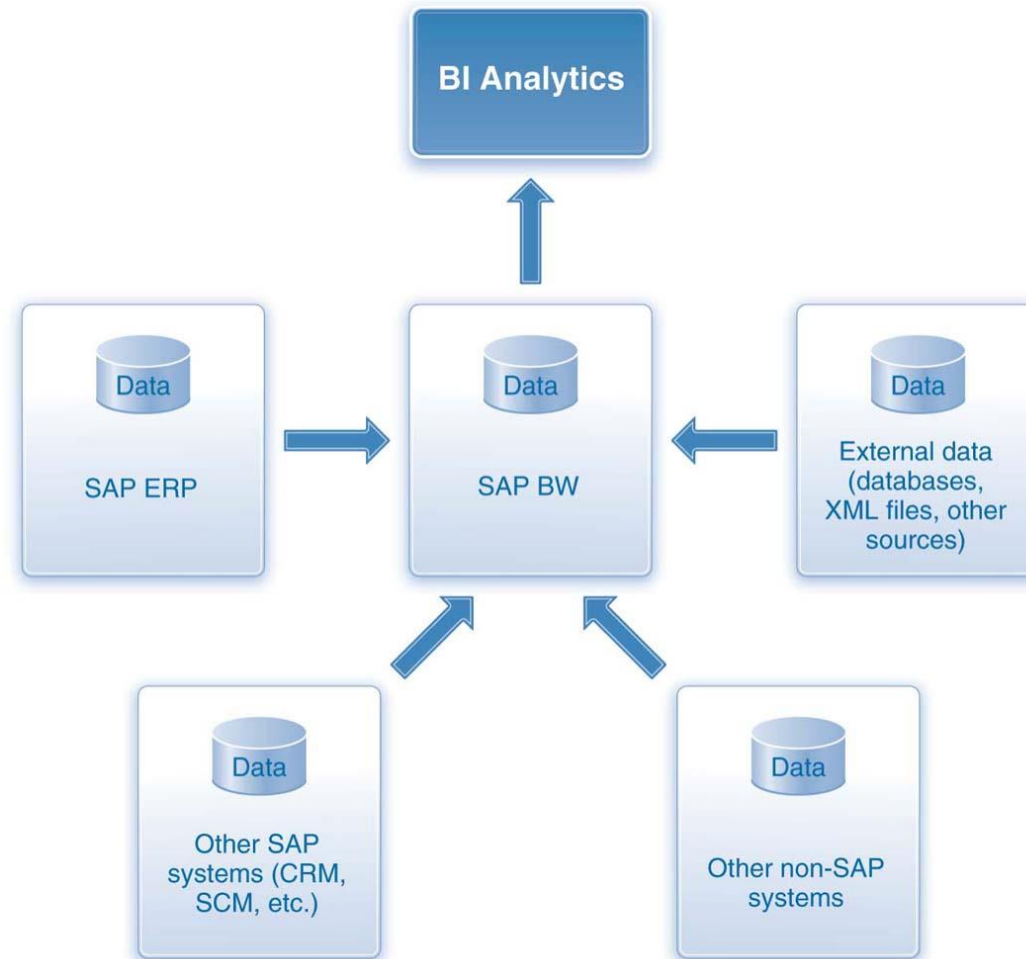 BI Analytics
Data
SAP ERP
Data
SAP BW
Data
External data
(databases,
XML files, other
sources)
Data
Other SAP
systems (CRM,
SCM, etc.)
Data
Other non-SAP
systems